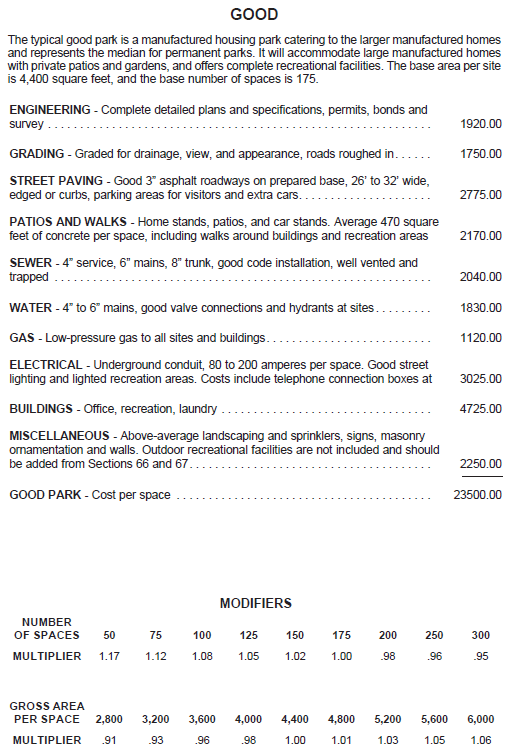 GOOD
The typical good park is a manufactured housing park catering to the larger manufactured homes
and represents the median for permanent parks. It will accommodate large manufactured homes
with private patios and gardens, and offers complete recreational facilities. The base area per site
is 4,400 square feet, and the base number of spaces is 175.
ENGINEERING - Complete detailed plans and specifications, permits, bonds and
survey . . . . . . . . . . . . . . . . . . . . . . . . . . . . . . . . . . . . . . . . . . . . . . . . . . . . . . . . . . 1920.00
GRADING - Graded for drainage, view, and appearance, roads roughed in. . . . . . 1750.00
STREET PAVING - Good 3” asphalt roadways on prepared base, 26’ to 32’ wide,
edged or curbs, parking areas for visitors and extra cars. . . . . . . . . . . . . . . . . . . . 2775.00
PATIOS AND WALKS - Home stands, patios, and car stands. Average 470 square
feet of concrete per space, including walks around buildings and recreation areas 2170.00
SEWER - 4” service, 6” mains, 8” trunk, good code installation, well vented and
trapped . . . . . . . . . . . . . . . . . . . . . . . . . . . . . . . . . . . . . . . . . . . . . . . . . . . . . . . . . 2040.00
WATER - 4” to 6” mains, good valve connections and hydrants at sites. . . . . . . . . 1830.00
GAS - Low-pressure gas to all sites and buildings. . . . . . . . . . . . . . . . . . . . . . . . . 1120.00
ELECTRICAL - Underground conduit, 80 to 200 amperes per space. Good street
lighting and lighted recreation areas. Costs include telephone connection boxes at 3025.00
BUILDINGS - Office, recreation, laundry . . . . . . . . . . . . . . . . . . . . . . . . . . . . . . . . 4725.00
MISCELLANEOUS - Above-average landscaping and sprinklers, signs, masonry
ornamentation and walls. Outdoor recreational facilities are not included and should
be added from Sections 66 and 67. . . . . . . . . . . . . . . . . . . . . . . . . . . . . . . . . . . . . 2250.00
GOOD PARK - Cost per space . . . . . . . . . . . . . . . . . . . . . . . . . . . . . . . . . . . . . . . 23500.00
MODIFIERS
NUMBER
OF SPACES 50 75 100 125 150 175 200 250 300
MULTIPLIER 1.17 1.12 1.08 1.05 1.02 1.00 .98 .96 .95
GROSS AREA
PER SPACE 2,800 3,200 3,600 4,000 4,400 4,800 5,200 5,600 6,000
MULTIPLIER .91 .93 .96 .98 1.00 1.01 1.03 1.05 1.06